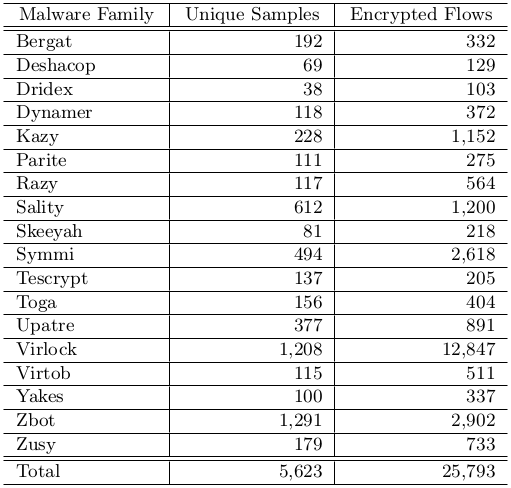 Malware Family Unique Samples Encrypted Flows
Bergat 192 332
Deshacop 69 129
Dridex 38 103
Dynamer 118 372
Kazy 228 1,152
Parite 111 275
Razy 117 564
Sality 612 1,200
Skeeyah 81 218
Symmi 494 2,618
Tescrypt 137 205
Toga 156 404
Upatre 377 891
Virlock 1,208 12,847
Virtob 115 511
Yakes 100 337
Zbot 1,291 2,902
Zusy 179 733
Total 5,623 25,793